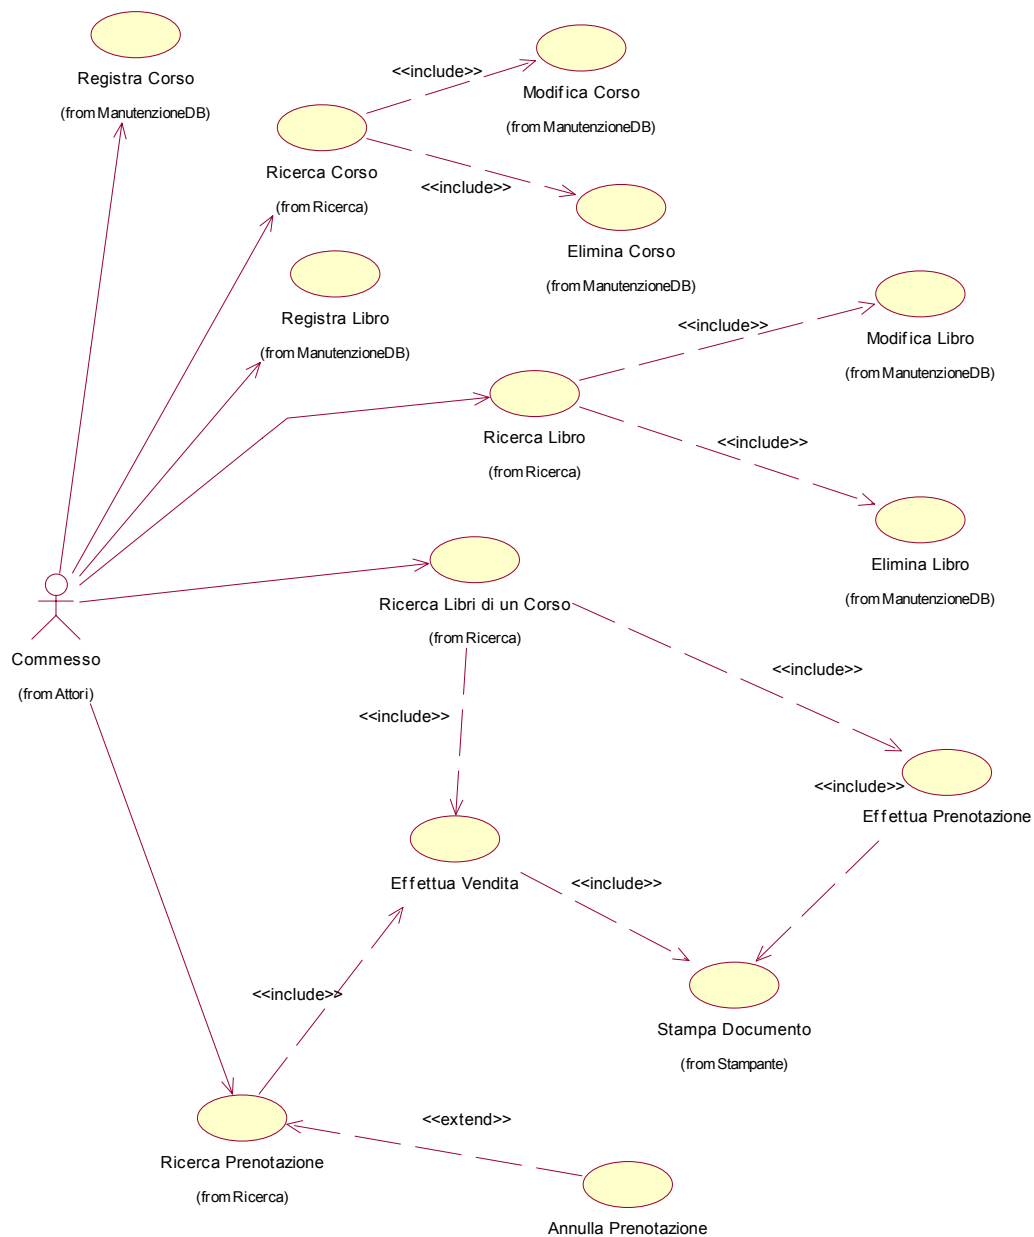 Registra Corso
(from ManutenzioneDB)
<<include>>
Modifica Corso
(from ManutenzioneDB)
Ricerca Corso
(from Ricerca)
<<include>>
Elimina Corso
(from ManutenzioneDB)
Registra Libro
(from ManutenzioneDB)
<<include>>
Modifica Libro
(from ManutenzioneDB)
Ricerca Libro
(from Ricerca)
<<include>>
Elimina Libro
(from ManutenzioneDB)
Ricerca Libri di un Corso
(from Ricerca)
Commesso
(from Attori)
<<include>>
<<include>>
<<include>>
Effettua Prenotazione
Effettua Vendita
<<include>>
<<include>>
Stampa Documento
(from Stampante)
<<extend>>
Ricerca Prenotazione
(from Ricerca)
Annulla Prenotazione